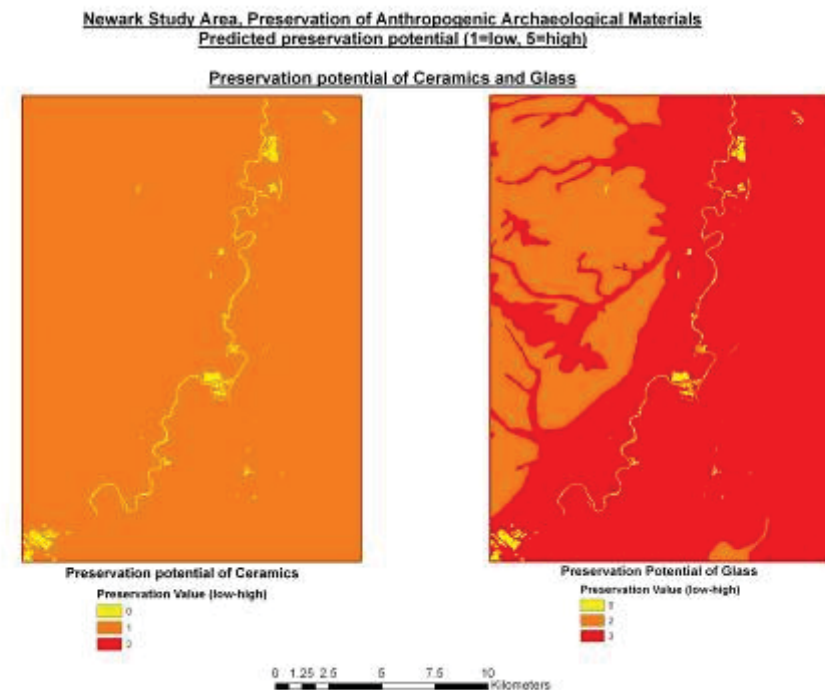 Newark Study Area, Preservation of Anthropogenic Archaeological Materials
Predicted preservation potential (1=low, 5=high)
Preservation potential of Ceramics and Glass
Preservation potential of Ceramics
Preservation Value (low-high)
0
1
Preservation Potential of Glass
Preservation Value (low-high)
2
3
0 1.25 2.5 5 7.5 10
Kilometers